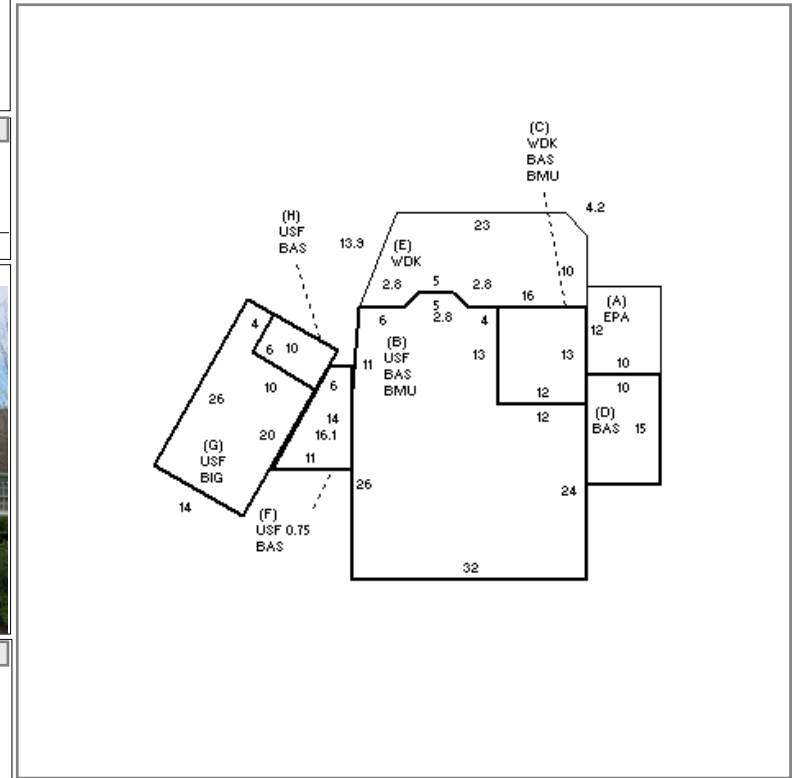 (C)
WDK
BAS
BMU
4.2
(H)
USF
BAS
23
13.9
(E)
WDK
10
2.8
5
2.8
16
(A)
EPA
5
2.8
6
4
12
4
(B)
USF
BAS
BMU
6
10
13
13
11
10
6
10
10
12
26
14
12
(D)
BAS
15
16.1
20
(G)
USF
BIG
11
26
24
14
(F)
USF 0.75
BAS
32